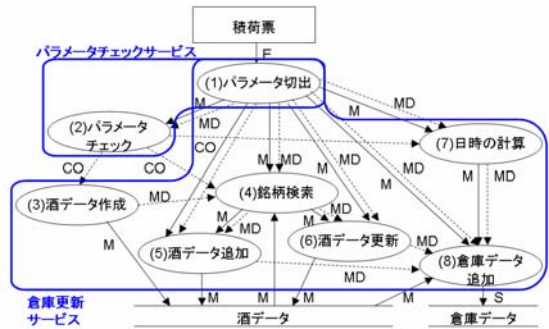 積荷票
パラメータチェックサービス
F
(1)パラメータ切出
M
MD
M
MD
(2)パラメータ
チェック
MD
CO
M
MD
M
MD
M
MD
(7)日時の計算
CO
CO
(4)銘柄検索
M
MD
(3)酒データ作成
MD
M
MD
M
MD
M
(5)酒データ追加
(6)酒データ更新
MD
(8)倉庫データ
追加
MD
倉庫更新
サービス
M
M
M
M
S
酒データ
倉庫データ